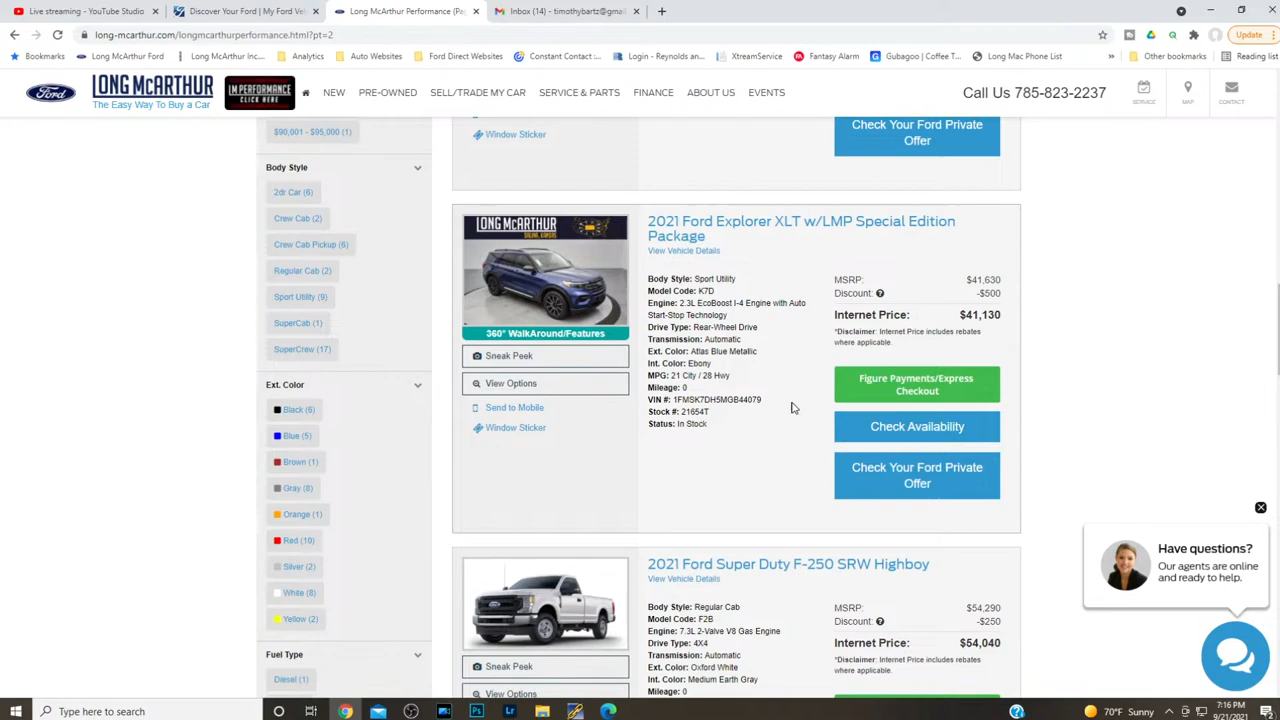 Live streaming - YouTube Studio
Discover Your Ford | My Ford Veh
Long McArthur Performance (Pag
Inbox (14) - timothybartz@gmail
long-mcarthur.com/longmcarthurperformance.html?pt=2
Update
Bookmarks
Long McArthur Ford
Long McArthur Inc...
Analytics
Auto Websites
Ford Direct Websites
Constant Contact :...
Login - Reynolds an...
XtreamService
Fantasy Alarm
Gubagoo | Coffee T...
Long Mac Phone List
Other bookmarks
Reading list
Ford
LONG McARTHUR
The Easy Way To Buy a Car
LM PERFORMANCE
CLICK HERE
NEW
PRE-OWNED
SELL/TRADE MY CAR
SERVICE & PARTS
FINANCE
ABOUT US
EVENTS
Call Us 785-823-2237
SERVICE
MAP
CONTACT
$90,001 - $95,000 (1)
Body Style
2dr Car (6)
Crew Cab (2)
Crew Cab Pickup (6)
Regular Cab (2)
Sport Utility (9)
SuperCab (1)
SuperCrew (17)
Ext. Color
Black (6)
Blue (5)
Brown (1)
Gray (8)
Orange (1)
Red (10)
Silver (2)
White (8)
Yellow (2)
Fuel Type
Diesel (1)
Window Sticker
Check Your Ford Private
Offer
LONG McARTHUR
SALINA, KANSAS
360° WalkAround/Features
Sneak Peek
View Options
Send to Mobile
Window Sticker
2021 Ford Explorer XLT w/LMP Special Edition
Package
View Vehicle Details
Body Style: Sport Utility
Model Code: K7D
Engine: 2.3L EcoBoost I-4 Engine with Auto
Start-Stop Technology
Drive Type: Rear-Wheel Drive
Transmission: Automatic
Ext. Color: Atlas Blue Metallic
Int. Color: Ebony
MPG: 21 City / 28 Hwy
Mileage: 0
VIN #: 1FMSK7DH5MGB44079
Stock #: 21654T
Status: In Stock
MSRP: $41,630
Discount: -$500
Internet Price: $41,130
*Disclaimer: Internet Price includes rebates
where applicable.
Figure Payments/Express
Checkout
Check Availability
Check Your Ford Private
Offer
Sneak Peek
View Options
2021 Ford Super Duty F-250 SRW Highboy
View Vehicle Details
Body Style: Regular Cab
Model Code: F2B
Engine: 7.3L 2-Valve V8 Gas Engine
Drive Type: 4X4
Transmission: Automatic
Ext. Color: Oxford White
Int. Color: Medium Earth Gray
Mileage: 0
MSRP: $54,290
Discount: -$250
Internet Price: $54,040
*Disclaimer: Internet Price includes rebates
where applicable.
Have questions?
Our agents are online
and ready to help.
Type here to search
70°F Sunny
7:16 PM
9/21/2021